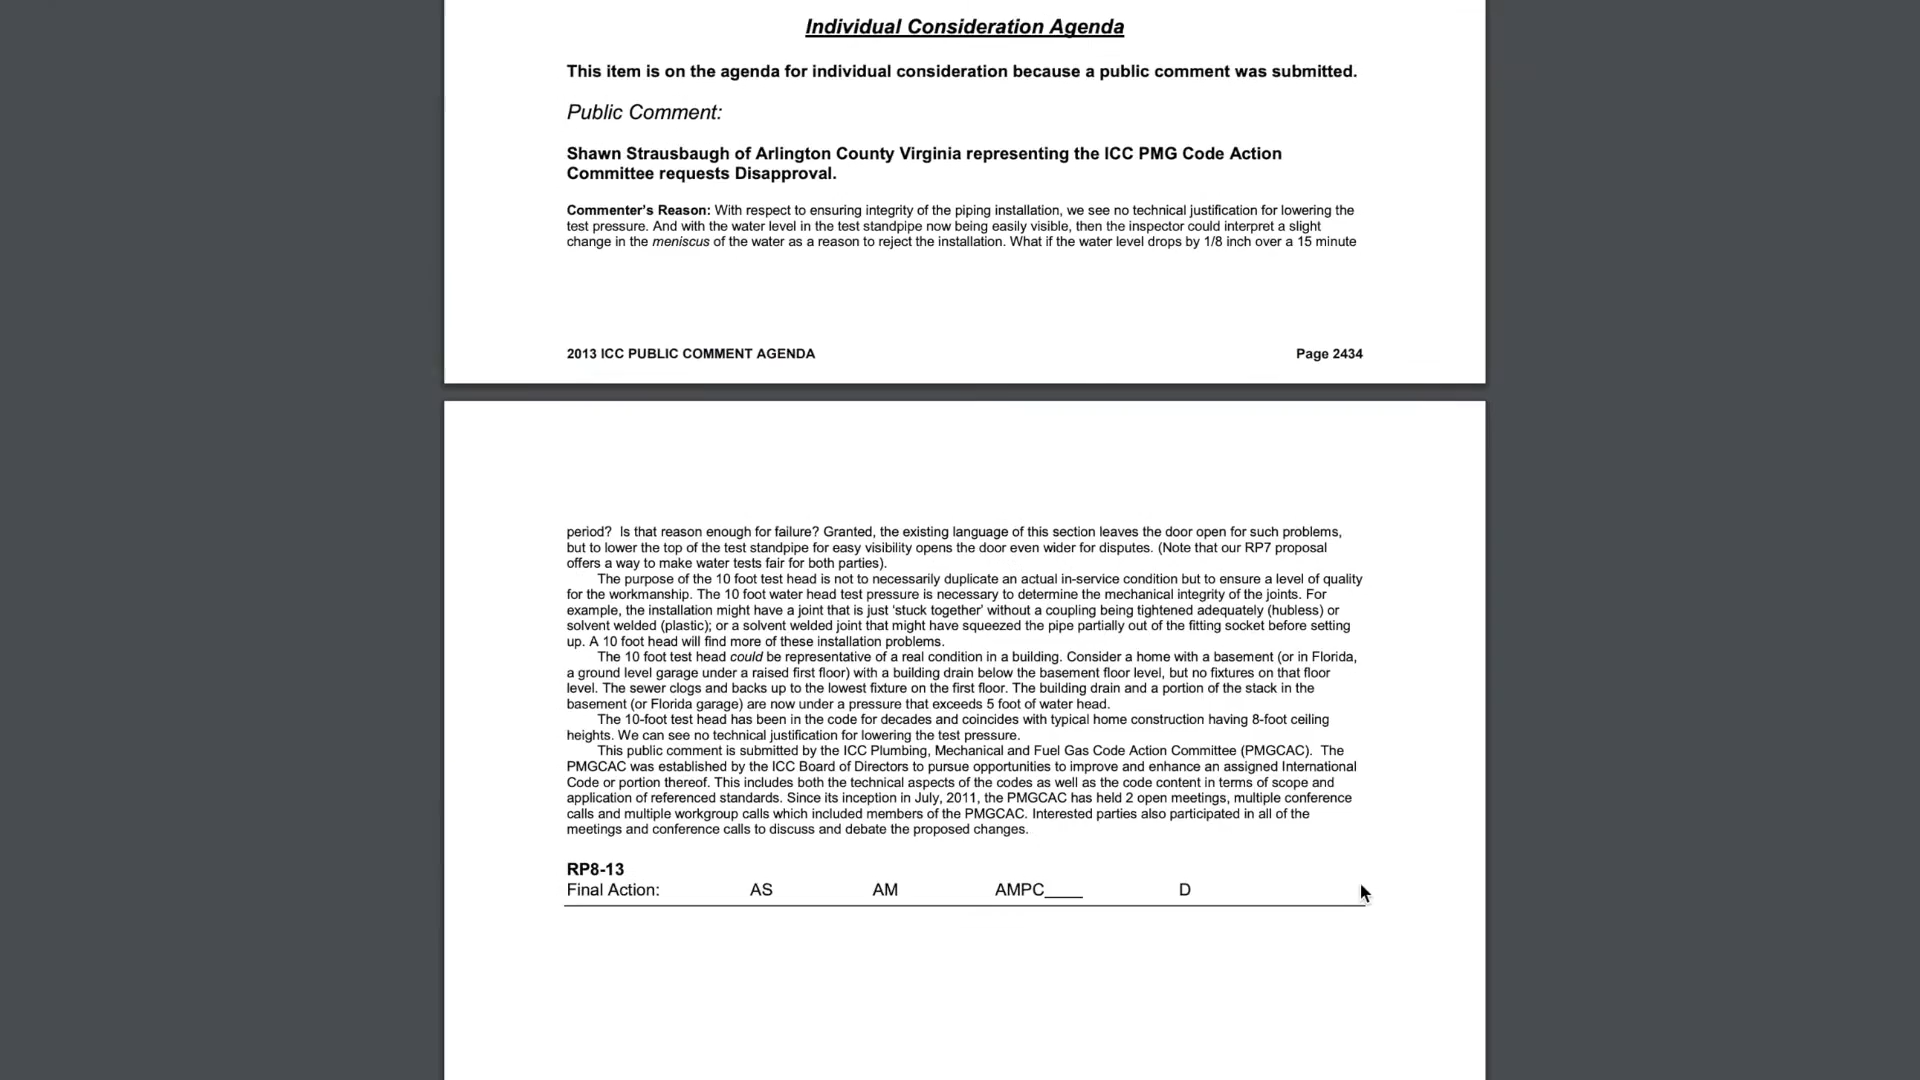 Individual Consideration Agenda
This item is on the agenda for individual consideration because a public comment was submitted.
Public Comment:
Shawn Strausbaugh of Arlington County Virginia representing the ICC PMG Code Action
Committee requests Disapproval.
Commenter's Reason: With respect to ensuring integrity of the piping installation, we see no technical justification for lowering the
test pressure. And with the water level in the test standpipe now being easily visible, then the inspector could interpret a slight
change in the meniscus of the water as a reason to reject the installation. What if the water level drops by 1/8 inch over a 15 minute
2013 ICC PUBLIC COMMENT AGENDA Page 2434
period?  Is that reason enough for failure? Granted, the existing language of this section leaves the door open for such problems,
but to lower the top of the test standpipe for easy visibility opens the door even wider for disputes. (Note that our RP7 proposal
offers a way to make water tests fair for both parties).
The purpose of the 10 foot test head is not to necessarily duplicate an actual in-service condition but to ensure a level of quality
for the workmanship. The 10 foot water head test pressure is necessary to determine the mechanical integrity of the joints. For
example, the installation might have a joint that is just 'stuck together' without a coupling being tightened adequately (hubless) or
solvent welded (plastic); or a solvent welded joint that might have squeezed the pipe partially out of the fitting socket before setting
up. A 10 foot head will find more of these installation problems.
The 10 foot test head could be representative of a real condition in a building. Consider a home with a basement (or in Florida,
a ground level garage under a raised first floor) with a building drain below the basement floor level, but no fixtures on that floor
level. The sewer clogs and backs up to the lowest fixture on the first floor. The building drain and a portion of the stack in the
basement (or Florida garage) are now under a pressure that exceeds 5 foot of water head.
The 10-foot test head has been in the code for decades and coincides with typical home construction having 8-foot ceiling
heights. We can see no technical justification for lowering the test pressure.
This public comment is submitted by the ICC Plumbing, Mechanical and Fuel Gas Code Action Committee (PMGCAC).  The
PMGCAC was established by the ICC Board of Directors to pursue opportunities to improve and enhance an assigned International
Code or portion thereof. This includes both the technical aspects of the codes as well as the code content in terms of scope and
application of referenced standards. Since its inception in July, 2011, the PMGCAC has held 2 open meetings, multiple conference
calls and multiple workgroup calls which included members of the PMGCAC. Interested parties also participated in all of the
meetings and conference calls to discuss and debate the proposed changes.
RP8-13
Final Action: AS AM AMPC____ D